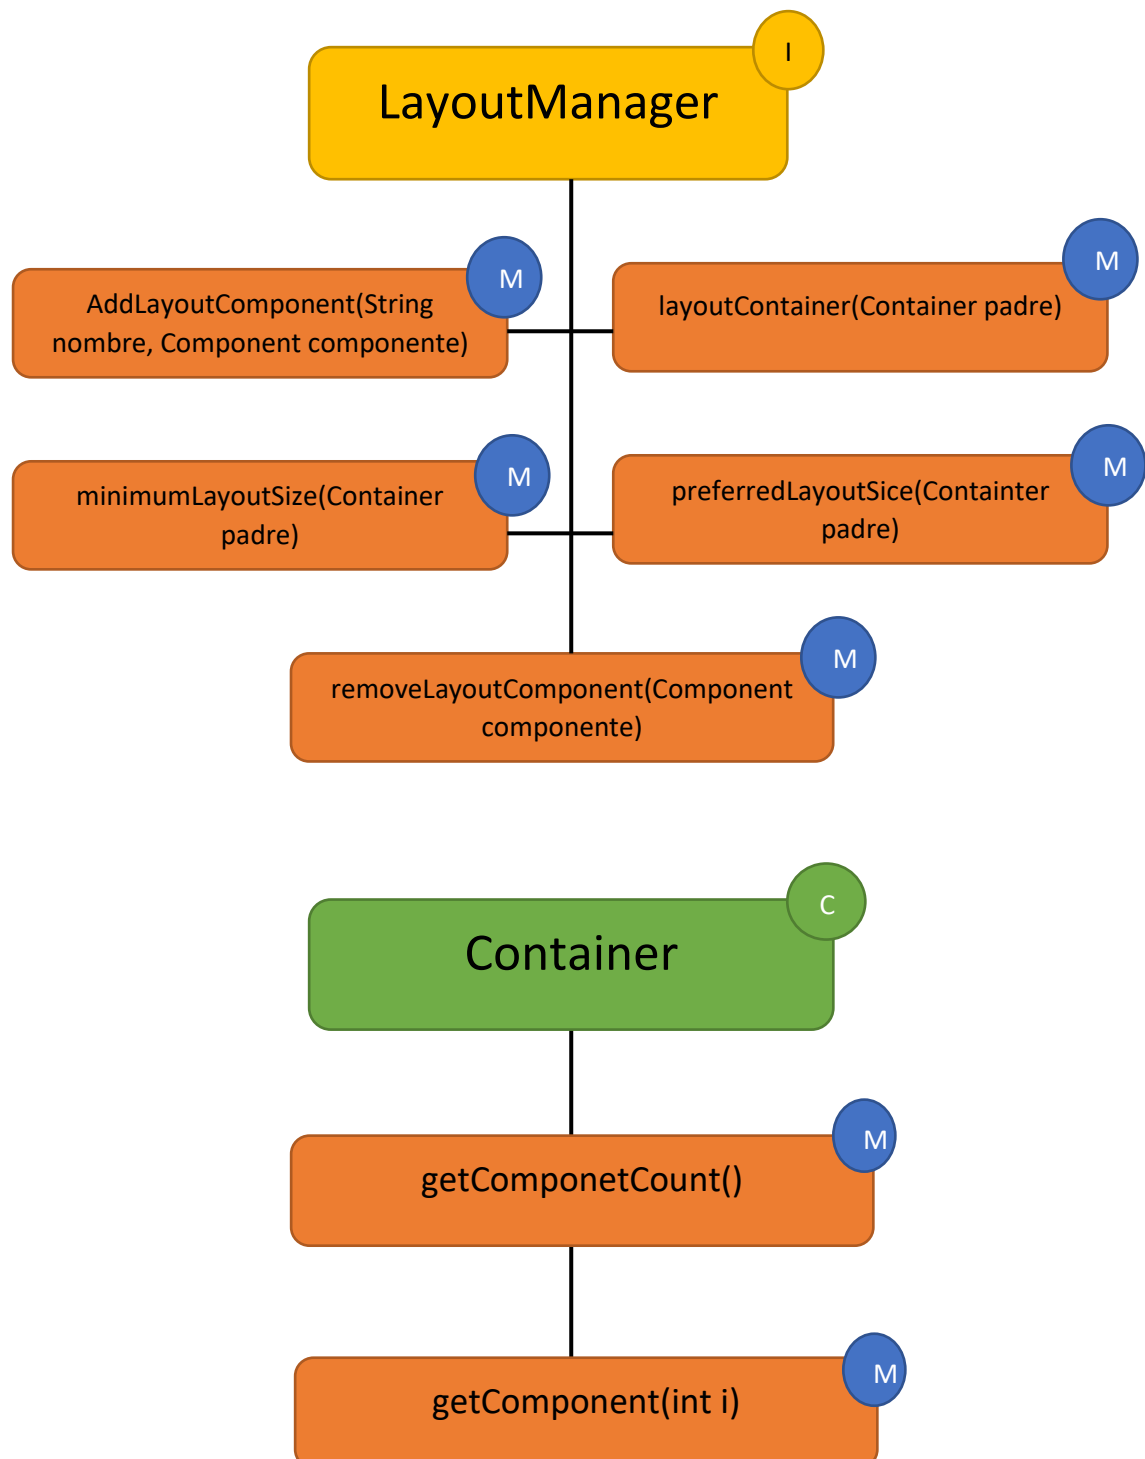 I
LayoutManager
M
AddLayoutComponent(String
nombre, Component componente)
M
layoutContainer(Container padre)
M
minimumLayoutSize(Container
padre)
M
preferredLayoutSice(Containter
padre)
M
removeLayoutComponent(Component
componente)
C
Container
M
getComponetCount()
M
getComponent(int i)